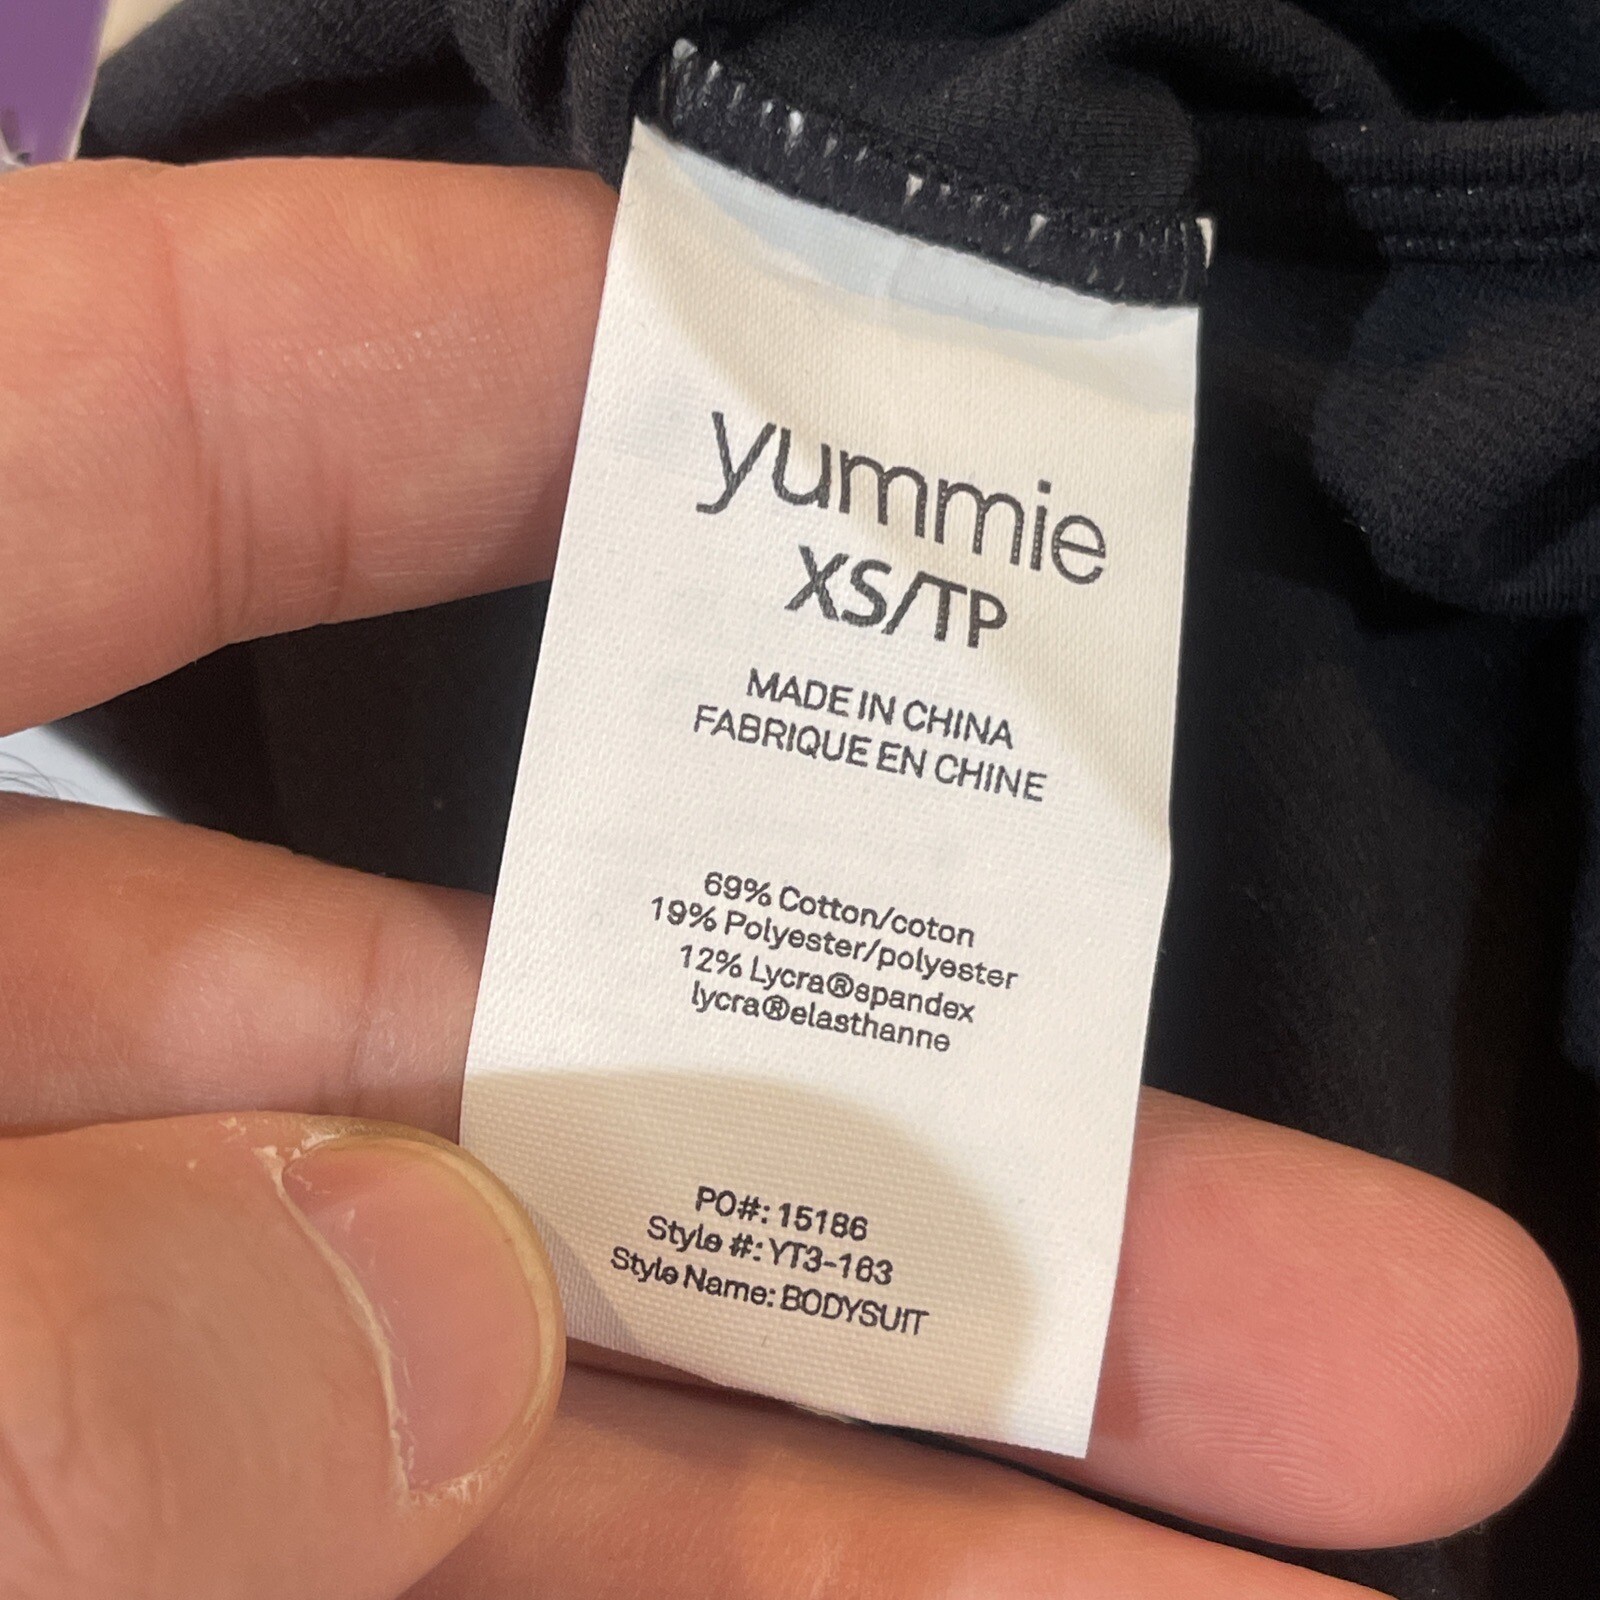 yummie
XS/TP
MADE IN CHINA
FABRIQUE EN CHINE
69% Cotton/coton
19% Polyester/polyester
12% Lycra®spandex
lycra®elasthanne
PO#: 15186
Style #: YT3-163
Style Name: BODYSUIT